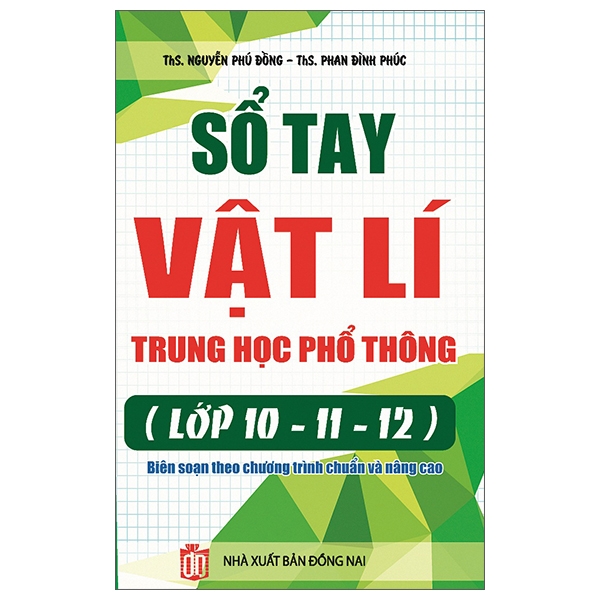 ThS. NGUYỄN PHÚ ĐỒNG – ThS. PHAN ĐÌNH PHÚC
SỔ TAY
VẬT LÍ
TRUNG HỌC PHỔ THÔNG
( LỚP 10 - 11 - 12 )
Biên soạn theo chương trình chuẩn và nâng cao
ĐN
NHÀ XUẤT BẢN ĐỒNG NAI